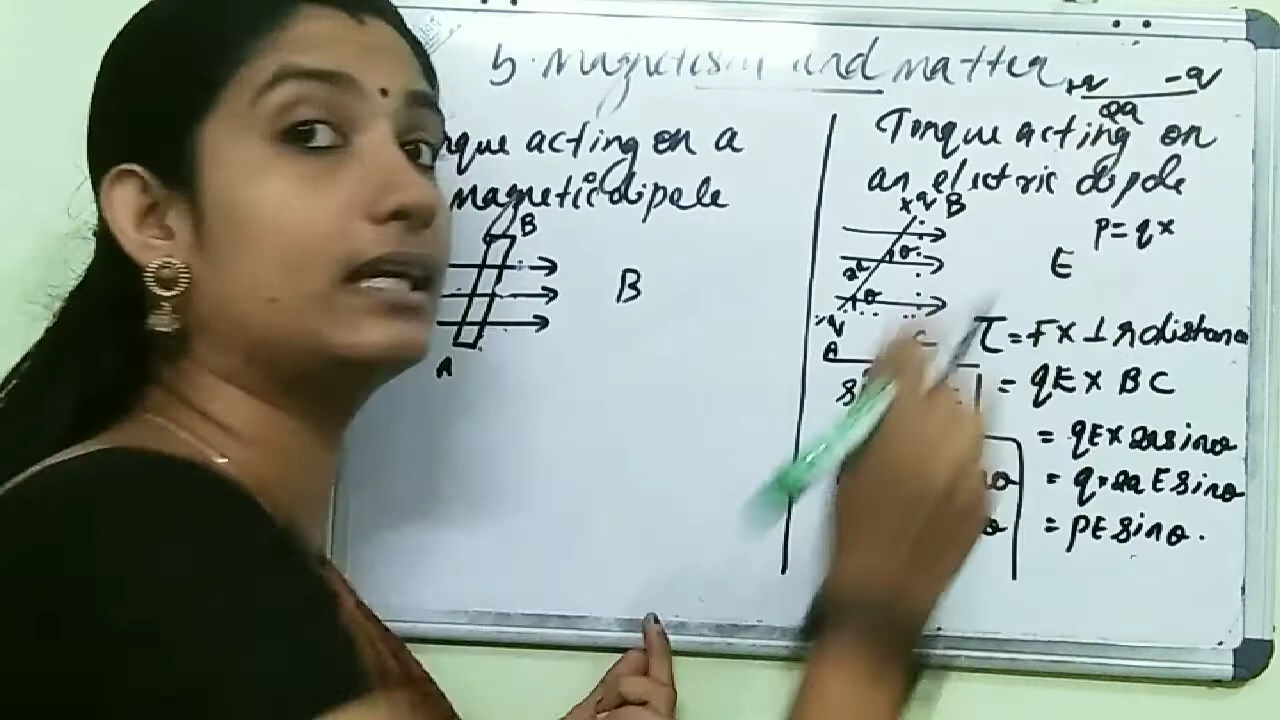 5. Magnetism and matter
+q -q
2a
acting on a
magnetic dipole
B
B
A
Torque acting on
an electric dipole
+q B
P = q×
E
θ
θ
-q
A
C
τ = F × ⊥r distance
= qE × BC
= qE × 2a sinθ
= q·2a E sinθ
= PE sinθ.